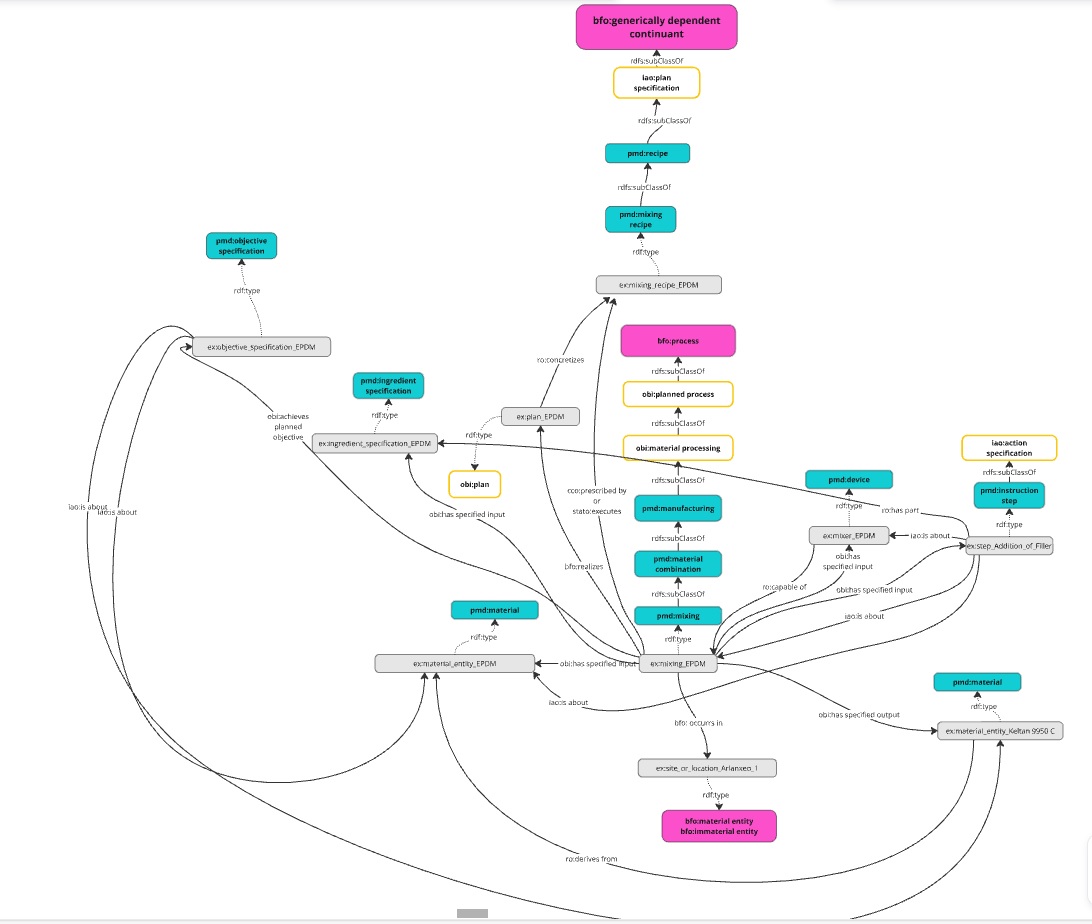 bfo:generically dependent
continuant
rdfs:subClassOf
iao:plan
specification
rdfs:subClassOf
pmd:recipe
rdfs:subClassOf
pmd:mixing
recipe
rdf:type
ex:mixing_recipe_EPDM
pmd:objective
specification
rdf:type
ex:objective_specification_EPDM
bfo:process
rdfs:subClassOf
obi:planned process
rdfs:subClassOf
obi:material processing
rdfs:subClassOf
pmd:manufacturing
rdfs:subClassOf
pmd:material
combination
rdfs:subClassOf
pmd:mixing
rdf:type
ex:mixing_EPDM
ro:concretizes
pmd:ingredient
specification
rdf:type
ex:ingredient_specification_EPDM
obi:achieves
planned
objective
ex:plan_EPDM
rdf:type
obi:plan
obi:has specified input
cco:prescribed by
or
stato:executes
bfo:realizes
iao:is about
iao:is about
iao:action
specification
rdfs:subClassOf
pmd:instruction
step
rdf:type
ex:step_Addition_of_Filler
pmd:device
rdf:type
ex:mixer_EPDM
ro:has part
iao:is about
obi:has
specified input
ro:capable of
obi:has specified input
iao:is about
pmd:material
rdf:type
ex:material_entity_EPDM
obi:has specified input
iao:is about
pmd:material
rdf:type
ex:material_entity_Keltan 9950 C
obi:has specified output
bfo: occurs in
ex:site_or_location_Arlanxeo_1
rdf:type
bfo:material entity
bfo:immaterial entity
ro:derives from